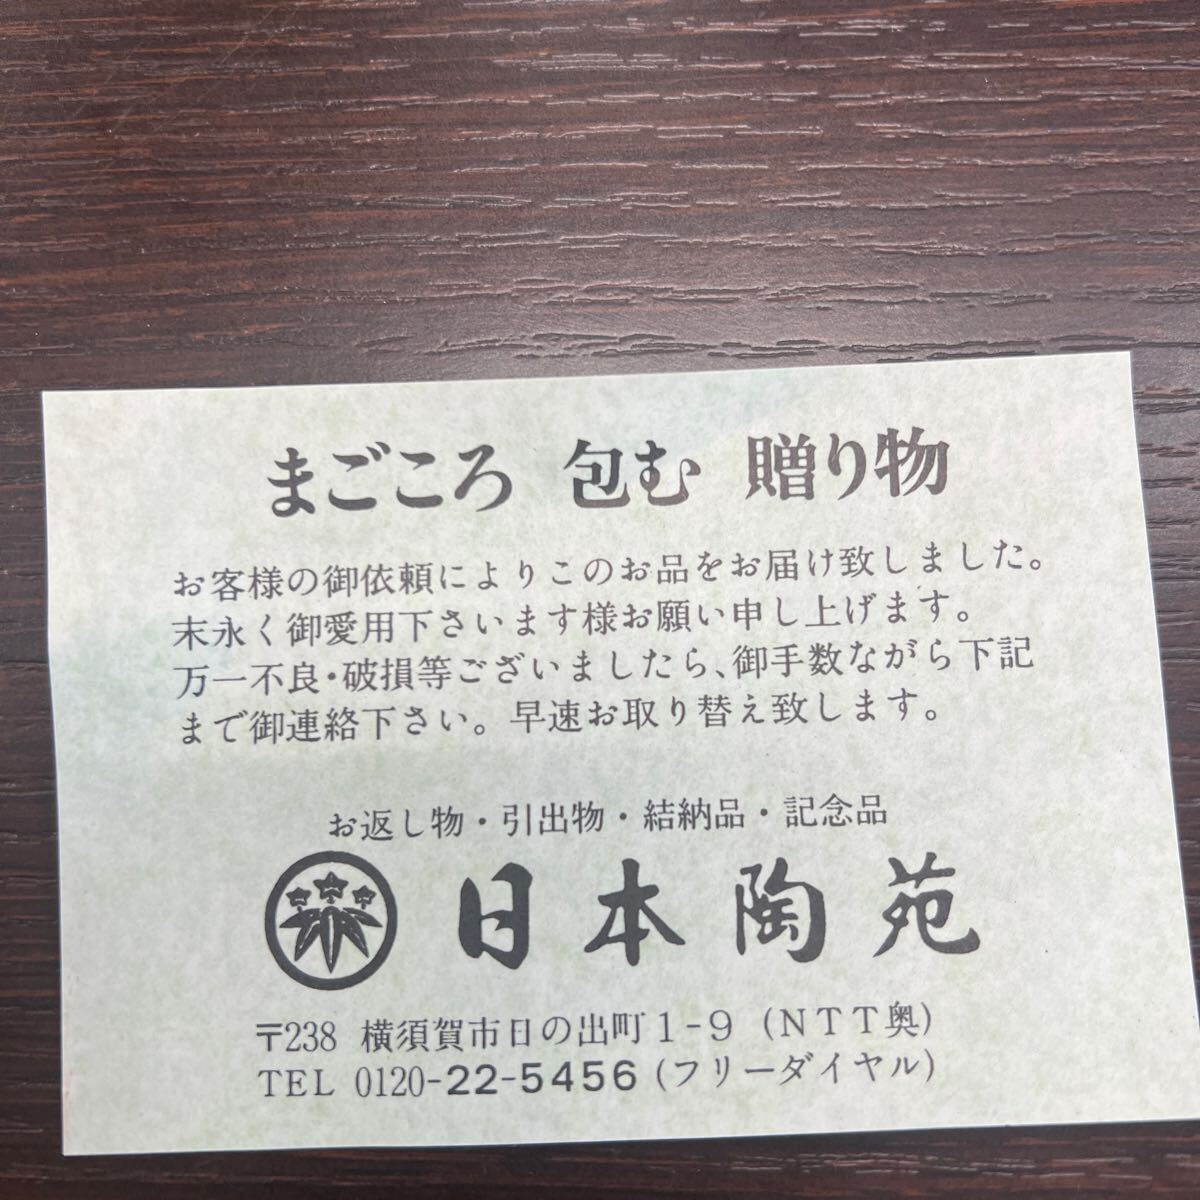 まごころ 包む 贈り物
お客様の御依頼によりこのお品をお届け致しました。
末永く御愛用下さいます様お願い申し上げます。
万一不良・破損等ございましたら、御手数ながら下記
まで御連絡下さい。早速お取り替え致します。
お返し物・引出物・結納品・記念品
日本陶苑
〒238 横須賀市日の出町1-9 (NTT奥)
TEL 0120-22-5456 (フリーダイヤル)